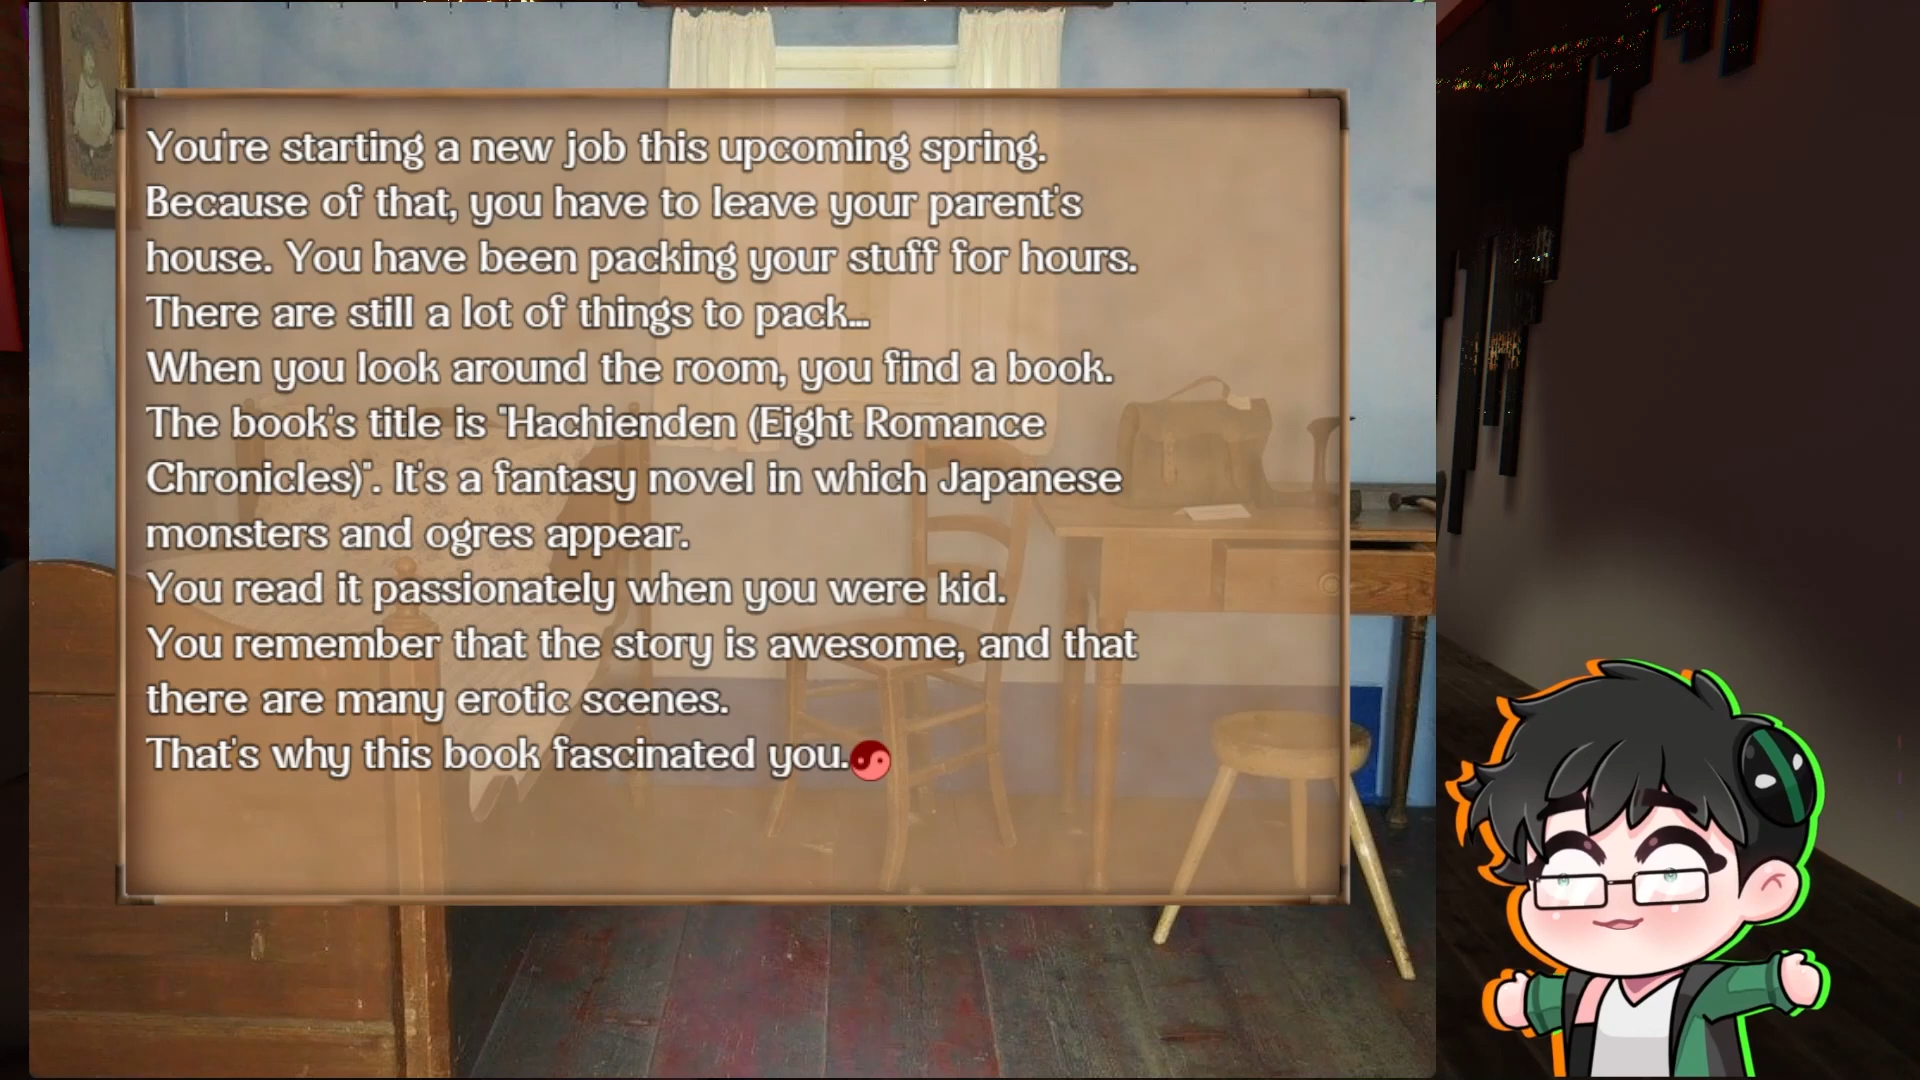 You're starting a new job this upcoming spring.
Because of that, you have to leave your parent's
house. You have been packing your stuff for hours.
There are still a lot of things to pack...
When you look around the room, you find a book.
The book's title is "Hachienden (Eight Romance
Chronicles)". It's a fantasy novel in which Japanese
monsters and ogres appear.
You read it passionately when you were kid.
You remember that the story is awesome, and that
there are many erotic scenes.
That's why this book fascinated you.